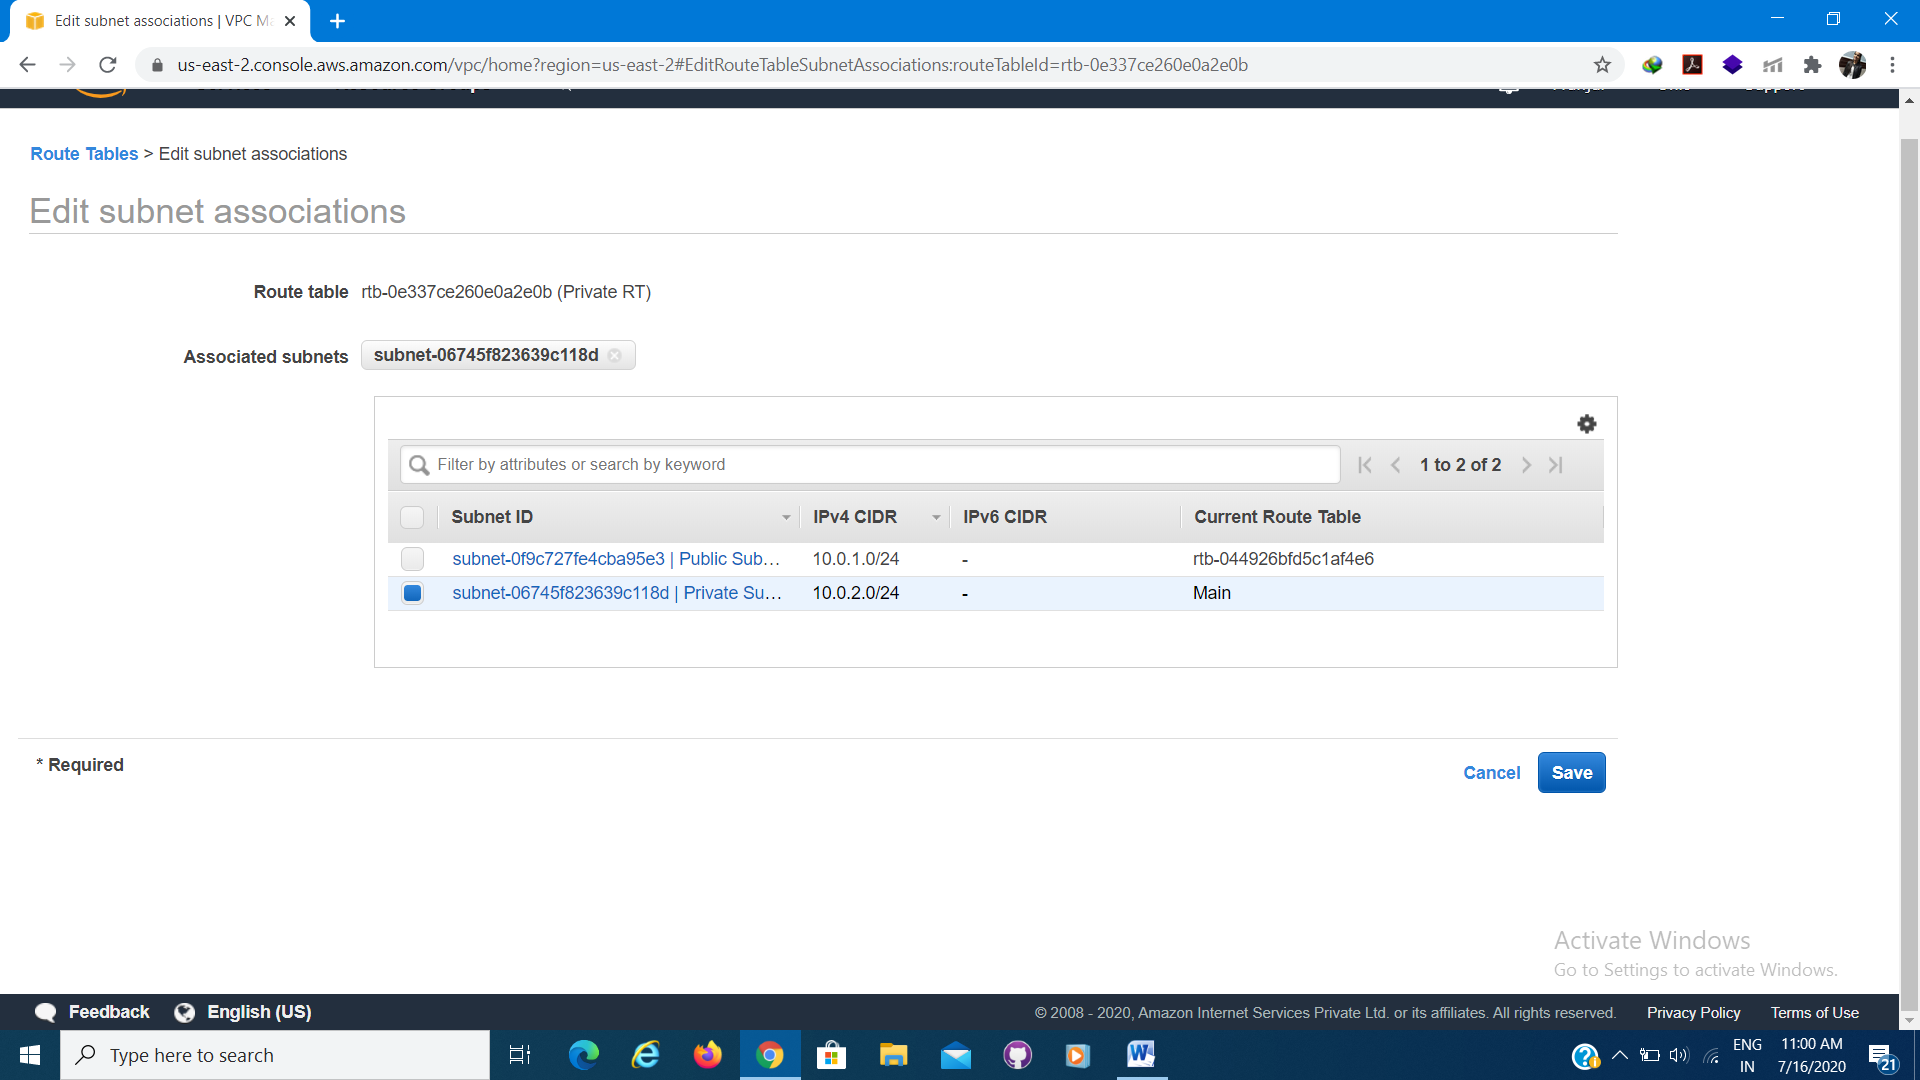 Edit subnet associations | VPC M
us-east-2.console.aws.amazon.com/vpc/home?region=us-east-2#EditRouteTableSubnetAssociations:routeTableId=rtb-0e337ce260e0a2e0b
Route Tables > Edit subnet associations
Edit subnet associations
Route table rtb-0e337ce260e0a2e0b (Private RT)
Associated subnets subnet-06745f823639c118d
Filter by attributes or search by keyword 1 to 2 of 2
Subnet ID IPv4 CIDR IPv6 CIDR Current Route Table
subnet-0f9c727fe4cba95e3 | Public Sub… 10.0.1.0/24 - rtb-044926bfd5c1af4e6
subnet-06745f823639c118d | Private Su… 10.0.2.0/24 - Main
* Required
Cancel Save
Activate Windows
Go to Settings to activate Windows.
Feedback English (US) © 2008 - 2020, Amazon Internet Services Private Ltd. or its affiliates. All rights reserved. Privacy Policy Terms of Use
Type here to search
ENG
IN
11:00 AM
7/16/2020
21